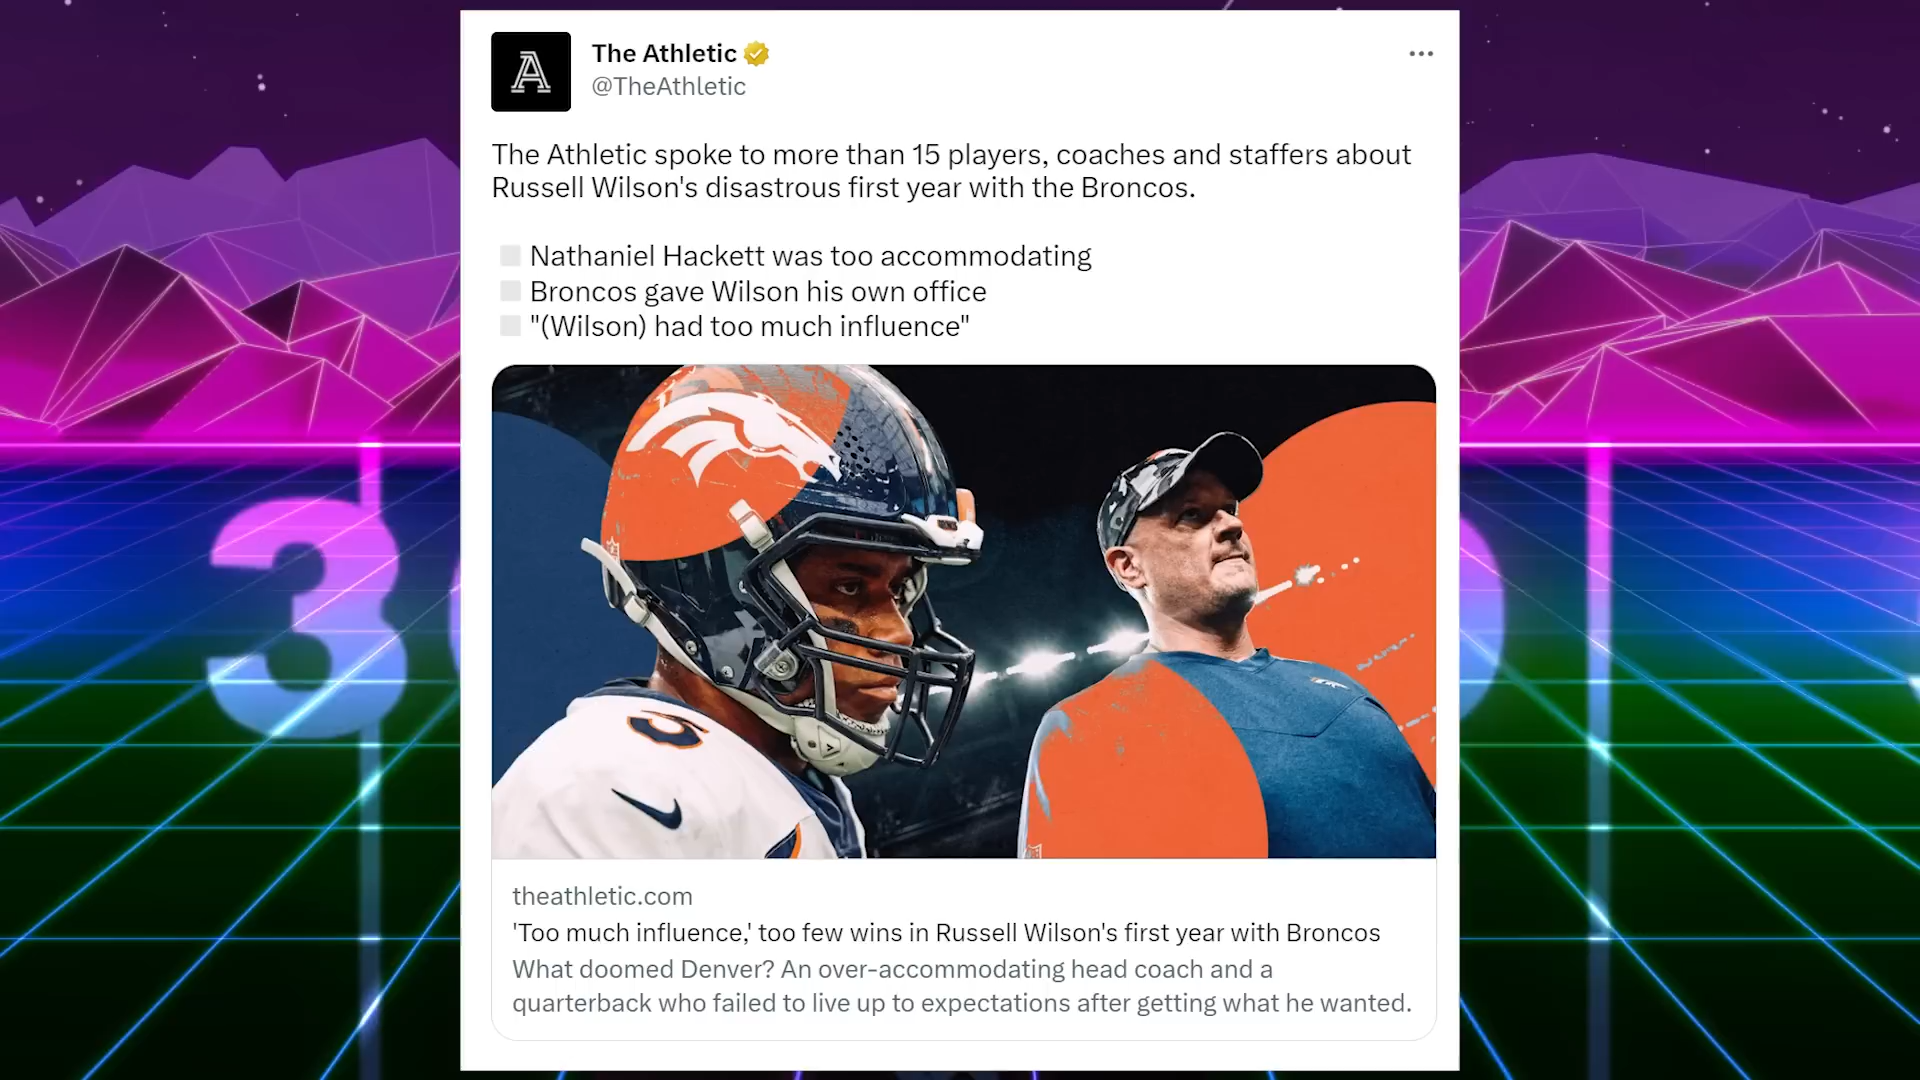 The Athletic
@TheAthletic
The Athletic spoke to more than 15 players, coaches and staffers about
Russell Wilson's disastrous first year with the Broncos.
Nathaniel Hackett was too accommodating
Broncos gave Wilson his own office
"(Wilson) had too much influence"
3
3
theathletic.com
'Too much influence,' too few wins in Russell Wilson's first year with Broncos
What doomed Denver? An over-accommodating head coach and a
quarterback who failed to live up to expectations after getting what he wanted.